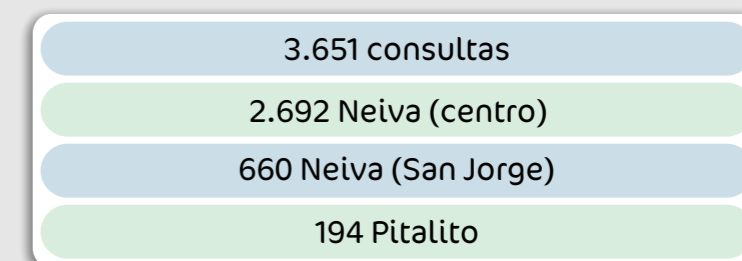 3.651 consultas
2.692 Neiva (centro)
660 Neiva (San Jorge)
194 Pitalito